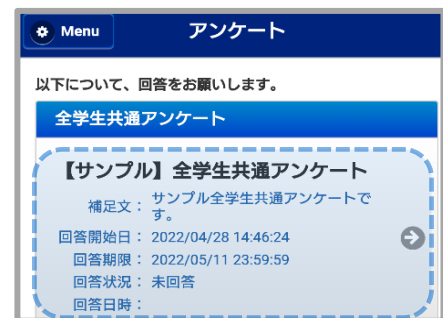 Menu アンケート
以下について、回答をお願いします。
全学生共通アンケート
【サンプル】全学生共通アンケート
補足文： サンプル全学生共通アンケートで
す。
回答開始日： 2022/04/28 14:46:24
回答期限： 2022/05/11 23:59:59
回答状況： 未回答
回答日時：